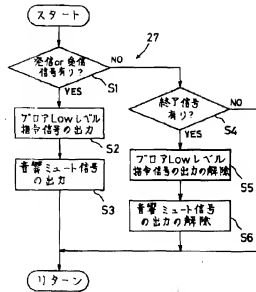 スタート
27
発信or受信
信号有り?
NO
S1
YES
終了信号
有り?
NO
S4
YES
ブロアLowレベル
指令信号の出力
S2
ブロアLowレベル
指令信号の出力の解除
S5
音響ミュート信号
の出力
S3
音響ミュート信号
の出力の解除
S6
リターン